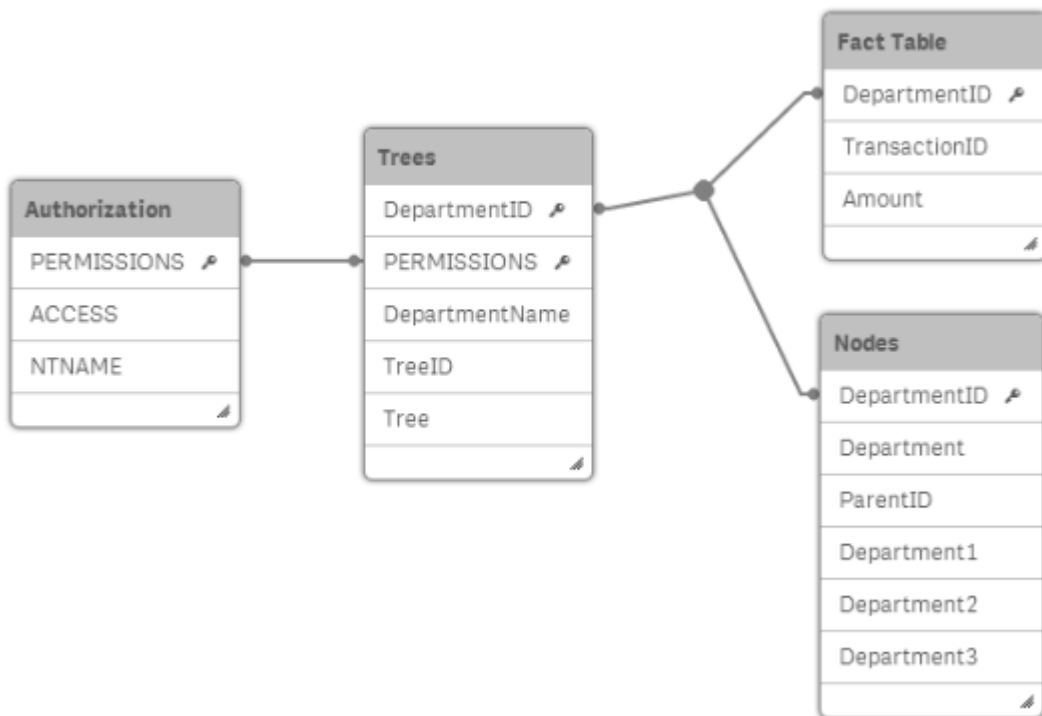 Authorization
PERMISSIONS
ACCESS
NTNAME
Trees
DepartmentID
PERMISSIONS
DepartmentName
TreeID
Tree
Fact Table
DepartmentID
TransactionID
Amount
Nodes
DepartmentID
Department
ParentID
Department1
Department2
Department3